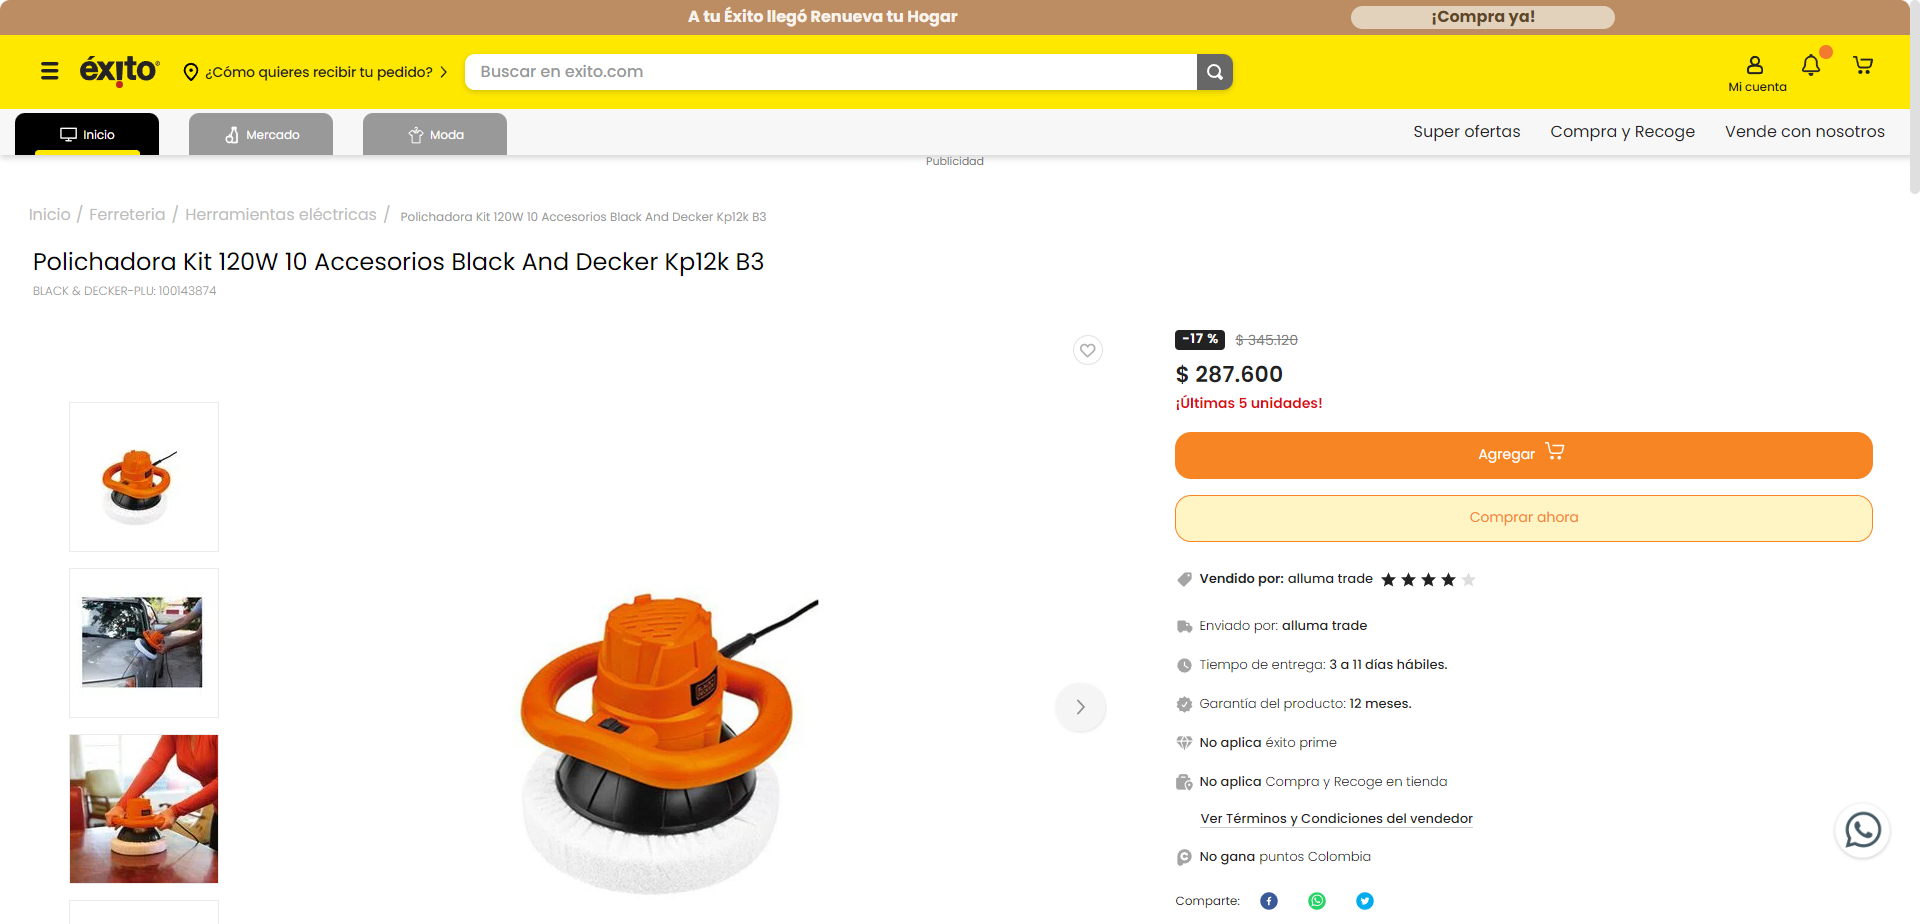 A tu Éxito llegó Renueva tu Hogar
¡Compra ya!
éxito
¿Cómo quieres recibir tu pedido?
Buscar en exito.com
Mi cuenta
Inicio
Mercado
Moda
Super ofertas
Compra y Recoge
Vende con nosotros
Publicidad
Inicio / Ferreteria / Herramientas eléctricas / Polichadora Kit 120W 10 Accesorios Black And Decker Kp12k B3
Polichadora Kit 120W 10 Accesorios Black And Decker Kp12k B3
BLACK & DECKER-PLU: 100143874
-17 % $ 345.120
$ 287.600
¡Últimas 5 unidades!
Agregar
Comprar ahora
Vendido por: alluma trade
Enviado por: alluma trade
Tiempo de entrega: 3 a 11 días hábiles.
Garantía del producto: 12 meses.
No aplica éxito prime
No aplica Compra y Recoge en tienda
Ver Términos y Condiciones del vendedor
No gana puntos Colombia
Comparte: